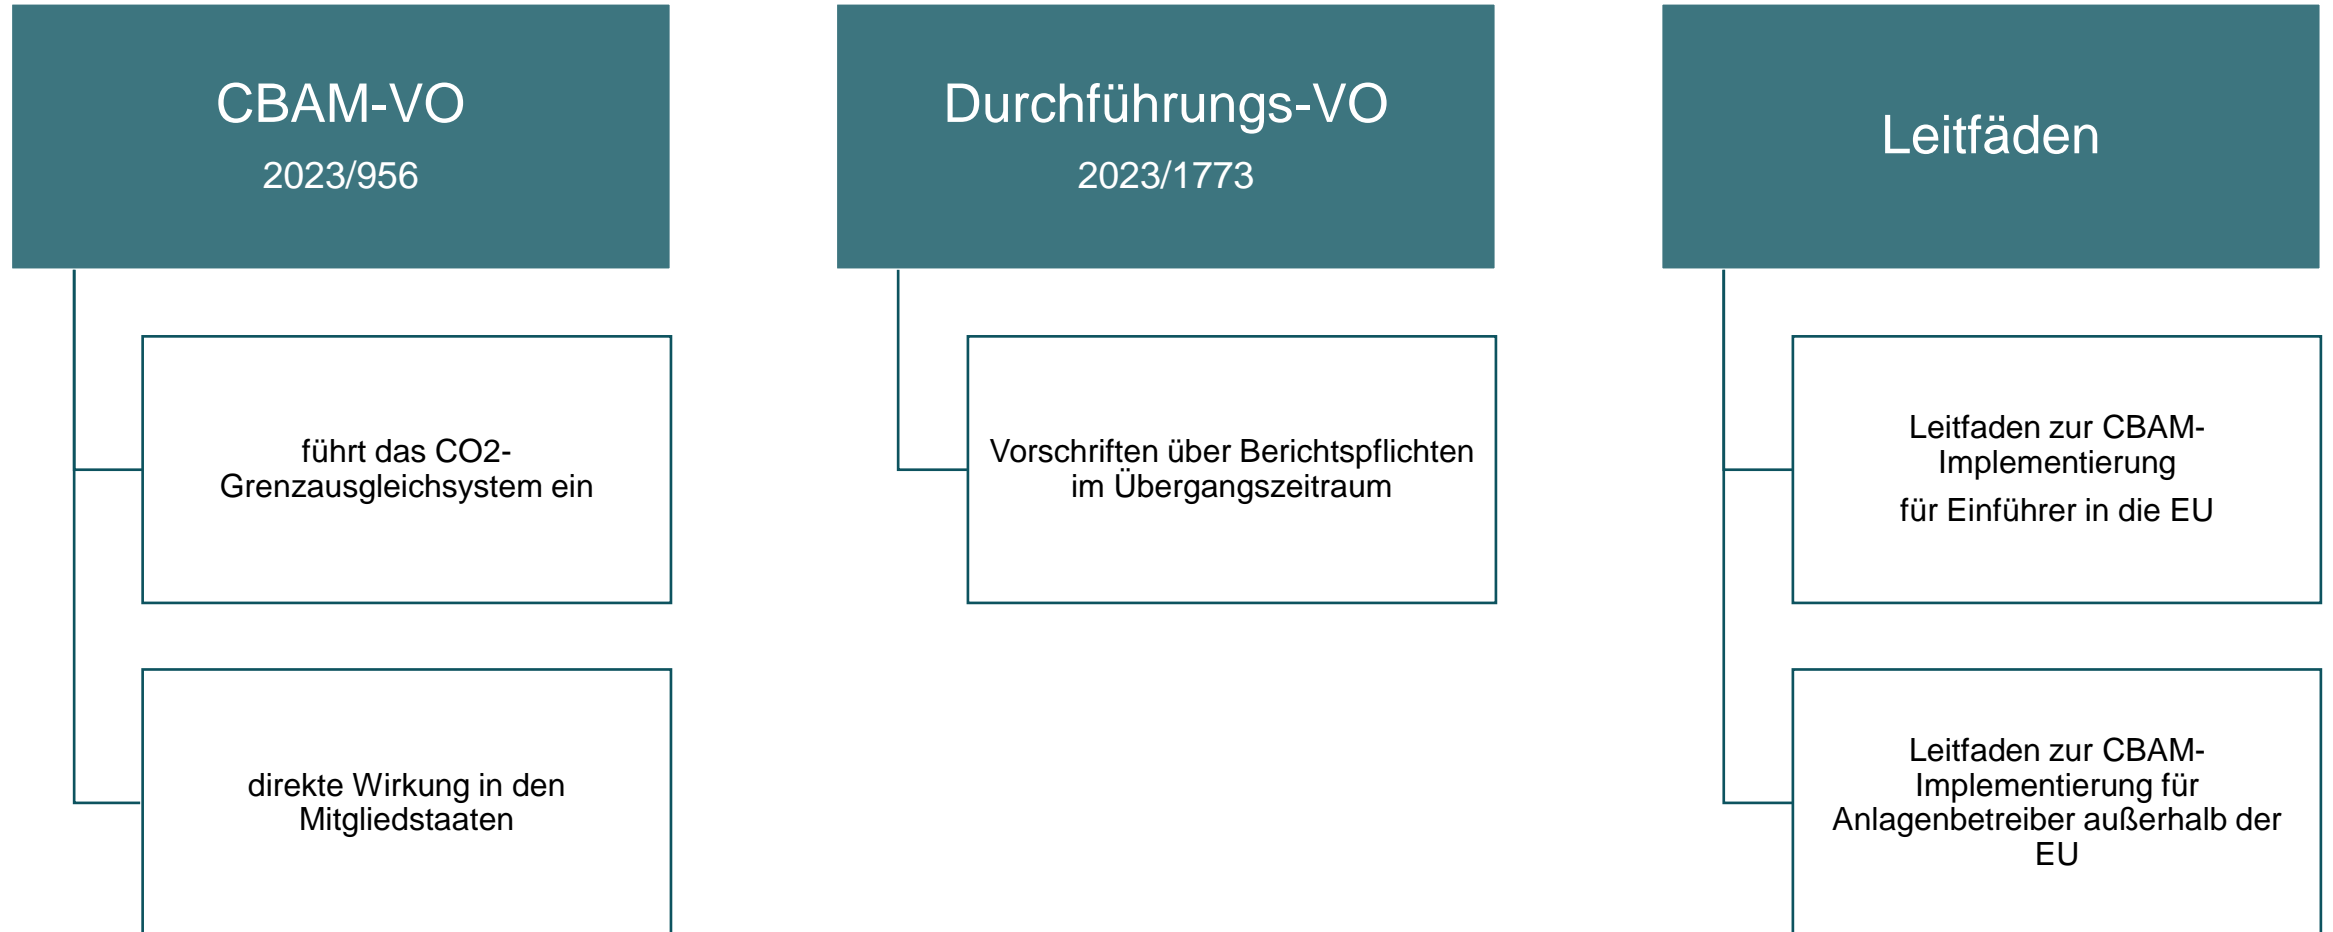 CBAM-VO
2023/956
führt das CO2-
Grenzausgleichsystem ein
direkte Wirkung in den
Mitgliedstaaten
Durchführungs-VO
2023/1773
Vorschriften über Berichtspflichten
im Übergangszeitraum
Leitfäden
Leitfaden zur CBAM-
Implementierung
für Einführer in die EU
Leitfaden zur CBAM-
Implementierung für
Anlagenbetreiber außerhalb der
EU